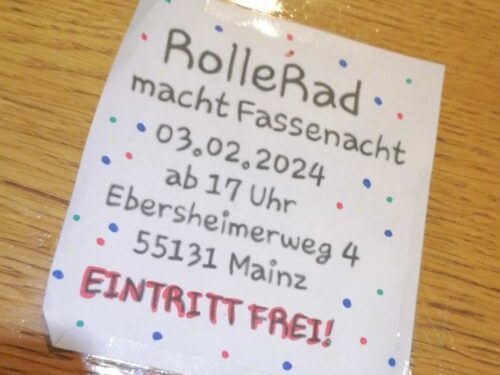 RolleRad
macht Fassenacht
03.02.2024
ab 17 Uhr
Ebersheimerweg 4
55131 Mainz
EINTRITT FREI!